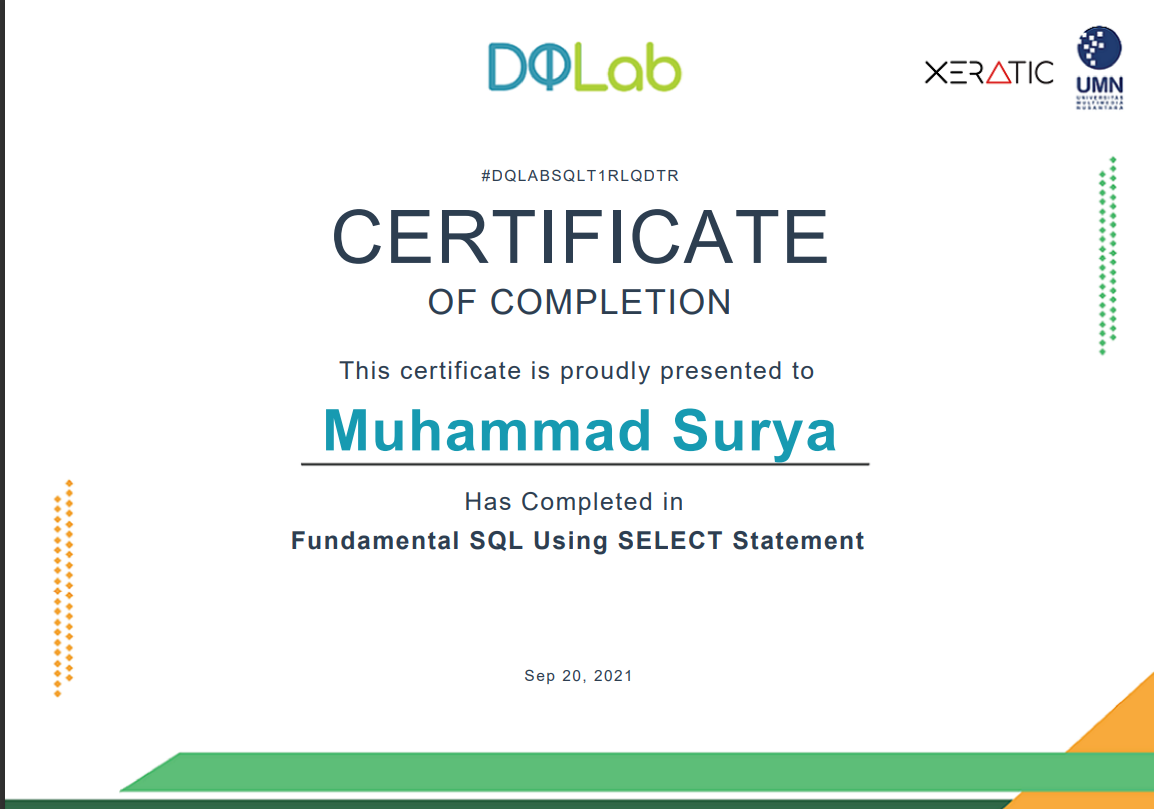 DQLab
XERATIC
UMN
UNIVERSITAS
MULTIMEDIA
NUSANTARA
#DQLABSQLT1RLQDTR
CERTIFICATE
OF COMPLETION
This certificate is proudly presented to
Muhammad Surya
Has Completed in
Fundamental SQL Using SELECT Statement
Sep 20, 2021